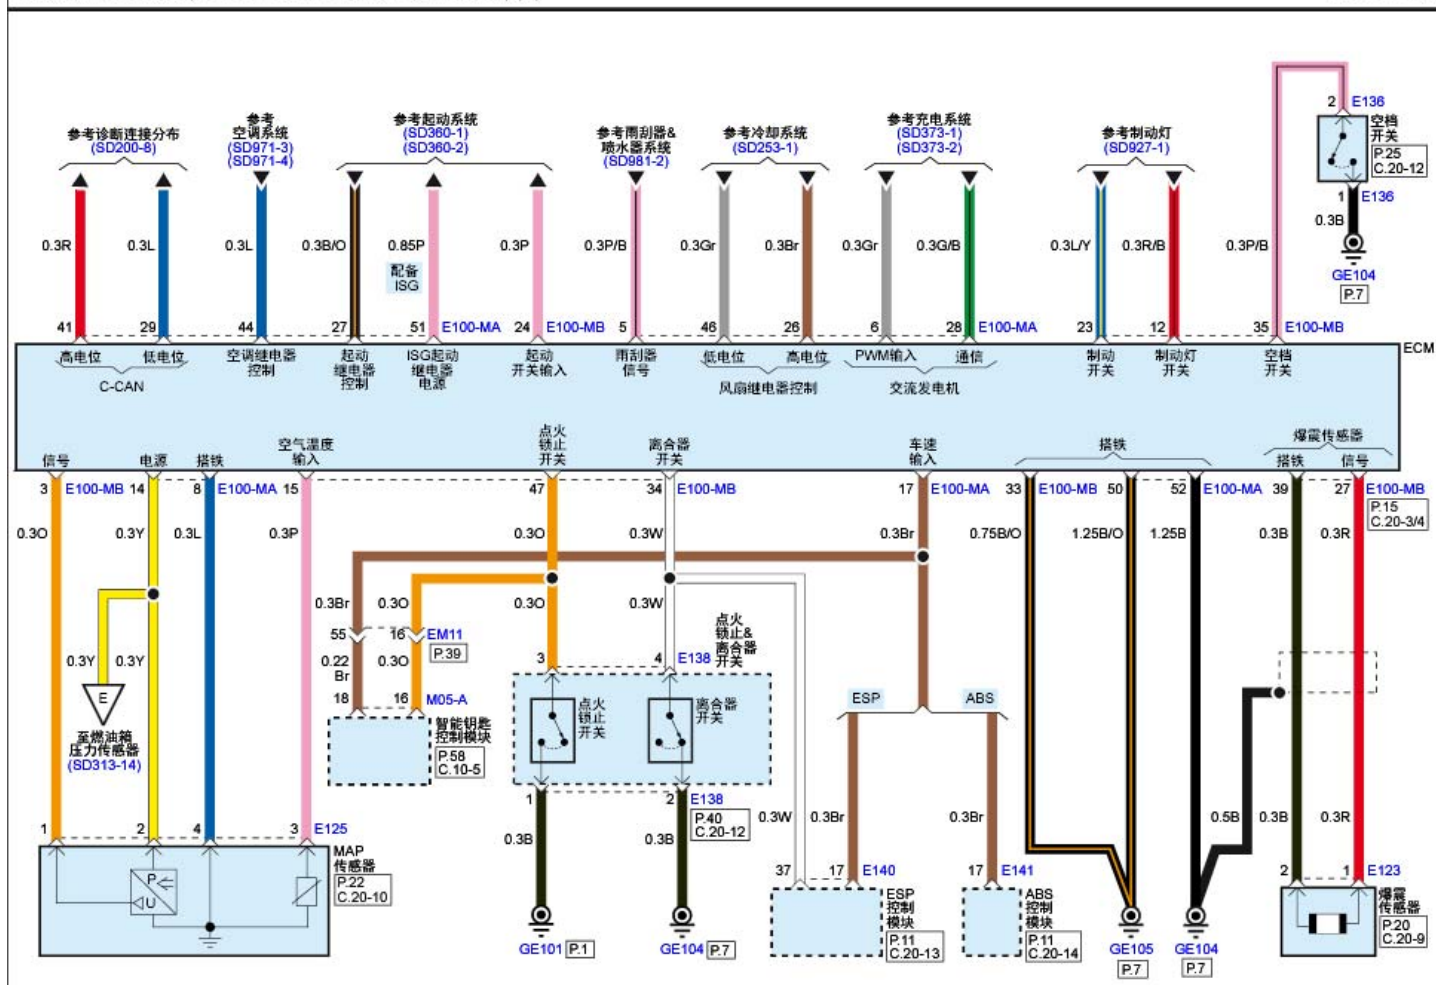 参考诊断连接分布
(SD200-8)
参考
空调系统
(SD971-3)
(SD971-4)
参考起动系统
(SD360-1)
(SD360-2)
参考雨刮器&
喷水器系统
(SD981-2)
参考冷却系统
(SD253-1)
参考充电系统
(SD373-1)
(SD373-2)
参考制动灯
(SD927-1)
2 E136
空档
开关
P.25
C.20-12
1 E136
0.3B
GE104
P.7
0.3R
0.3L
0.3L
0.3B/O
0.85P
0.3P
0.3P/B
0.3Gr
0.3Br
0.3Gr
0.3G/B
0.3L/Y
0.3R/B
0.3P/B
配备
ISG
41
29
44
27
51 E100-MA
24 E100-MB
5
46
26
6
28 E100-MA
23
12
35 E100-MB
ECM
高电位
低电位
C-CAN
空调继电器
控制
起动
继电器
控制
ISG起动
继电器
电源
起动
开关输入
雨刮器
信号
低电位
高电位
风扇继电器控制
PWM输入
通信
交流发电机
制动
开关
制动灯
开关
空档
开关
信号
电源
搭铁
空气温度
输入
点火
锁止
开关
离合器
开关
车速
输入
搭铁
爆震传感器
搭铁
信号
3 E100-MB
14
8 E100-MA
15
47
34 E100-MB
17 E100-MA
33 E100-MB
50
52 E100-MA
39
27 E100-MB
P.15
C.20-3/4
0.3O
0.3Y
0.3L
0.3P
0.3O
0.3W
0.3Br
0.75B/O
1.25B/O
1.25B
0.3B
0.3R
0.3Br
0.3O
0.3O
0.3W
55
16 EM11
P.39
0.22
Br
0.3O
18
16 M05-A
智能钥匙
控制模块
P.58
C.10-5
0.3Y
0.3Y
E
至燃油箱
压力传感器
(SD313-14)
3
4 E138
点火
锁止&
离合器
开关
点火
锁止
开关
离合器
开关
1
2 E138
P.40
C.20-12
0.3B
0.3B
GE101 P.1
GE104 P.7
ESP
ABS
0.3W
0.3Br
0.3Br
37
17 E140
17 E141
ESP
控制
模块
P.11
C.20-13
ABS
控制
模块
P.11
C.20-14
GE105
P.7
GE104
P.7
0.5B
0.3B
0.3R
2
1 E123
爆震
传感器
P.20
C.20-9
1
2
4
3 E125
MAP
传感器
P.22
C.20-10
P
U